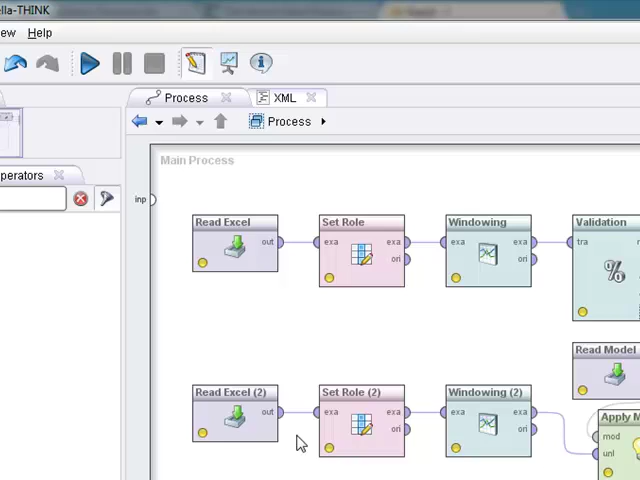 ella-THINK
ew Help
Process XML
Process
perators
Main Process
inp
Read Excel Set Role Windowing Validation
out exa exa exa exa tra
ori ori
%
Read Model
Read Excel (2) Set Role (2) Windowing (2)
out exa exa exa exa
ori ori
Apply M
mod
unl